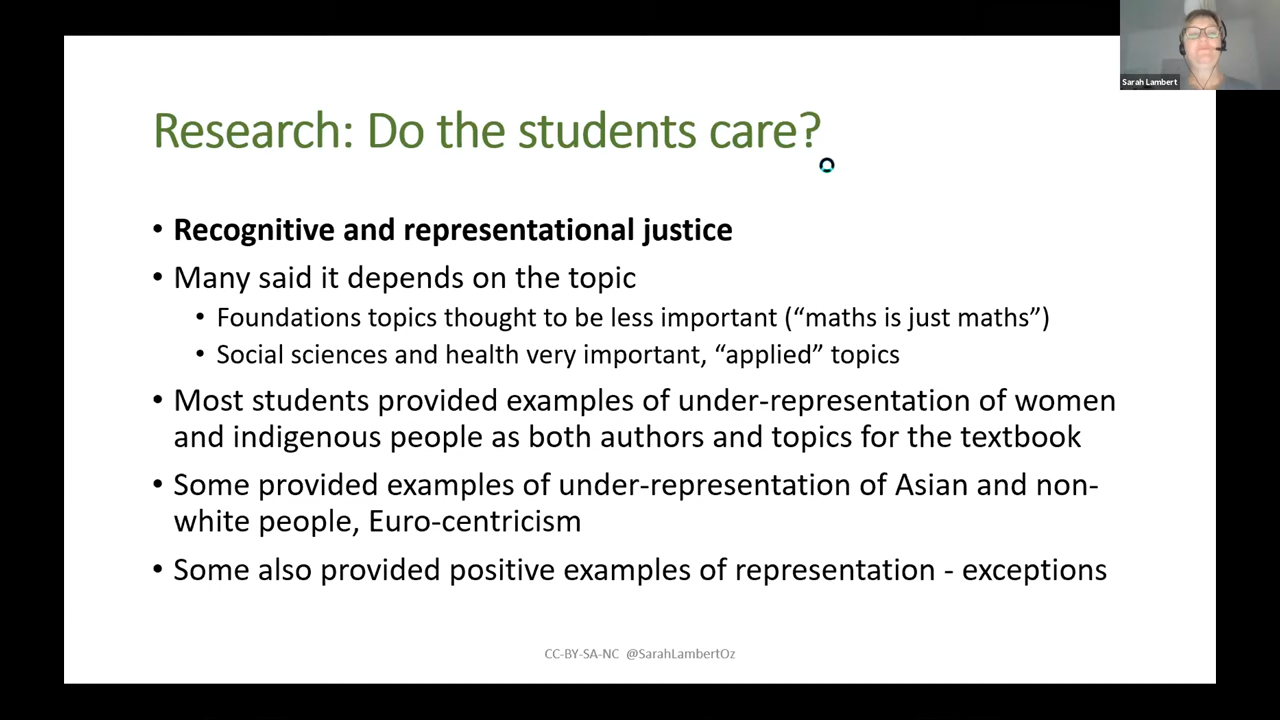 Sarah Lambert
Research: Do the students care?
• Recognitive and representational justice
• Many said it depends on the topic
• Foundations topics thought to be less important (“maths is just maths”)
• Social sciences and health very important, “applied” topics
• Most students provided examples of under-representation of women
and indigenous people as both authors and topics for the textbook
• Some provided examples of under-representation of Asian and non-
white people, Euro-centricism
• Some also provided positive examples of representation - exceptions
CC-BY-SA-NC @SarahLambertOz